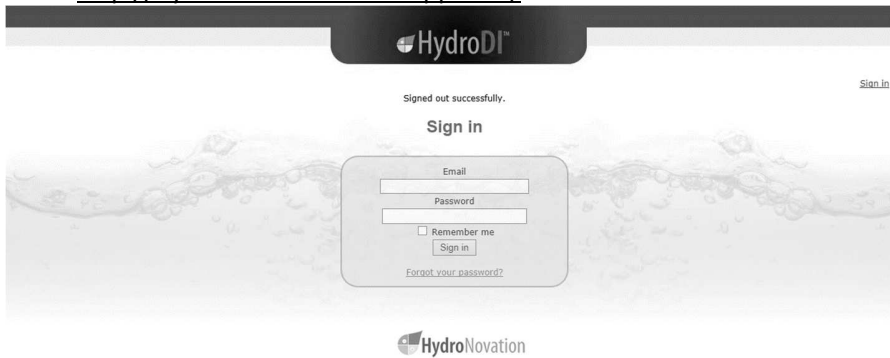 HydroDI™
Sign in
Signed out successfully.
Sign in
Email
Password
Remember me
Sign in
Forgot your password?
HydroNovation